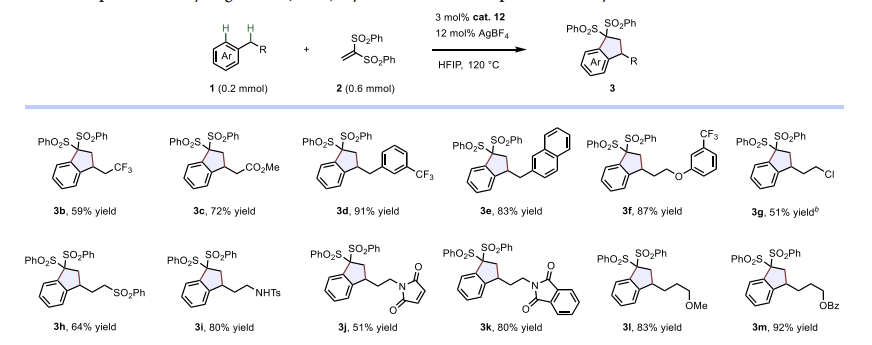 3 mol% cat. 12
12 mol% AgBF4
HFIP, 120 °C
H H
Ar R
+
SO2Ph
SO2Ph
PhO2S SO2Ph
Ar R
1 (0.2 mmol)
2 (0.6 mmol)
3
PhO2S SO2Ph
CF3
PhO2S SO2Ph
CO2Me
PhO2S SO2Ph
CF3
PhO2S SO2Ph
PhO2S SO2Ph
O
CF3
PhO2S SO2Ph
Cl
3b, 59% yield
3c, 72% yield
3d, 91% yield
3e, 83% yield
3f, 87% yield
3g, 51% yieldb
PhO2S SO2Ph
SO2Ph
PhO2S SO2Ph
NHTs
PhO2S SO2Ph
N
O
O
PhO2S SO2Ph
N
O
O
PhO2S SO2Ph
OMe
PhO2S SO2Ph
OBz
3h, 64% yield
3i, 80% yield
3j, 51% yield
3k, 80% yield
3l, 83% yield
3m, 92% yield